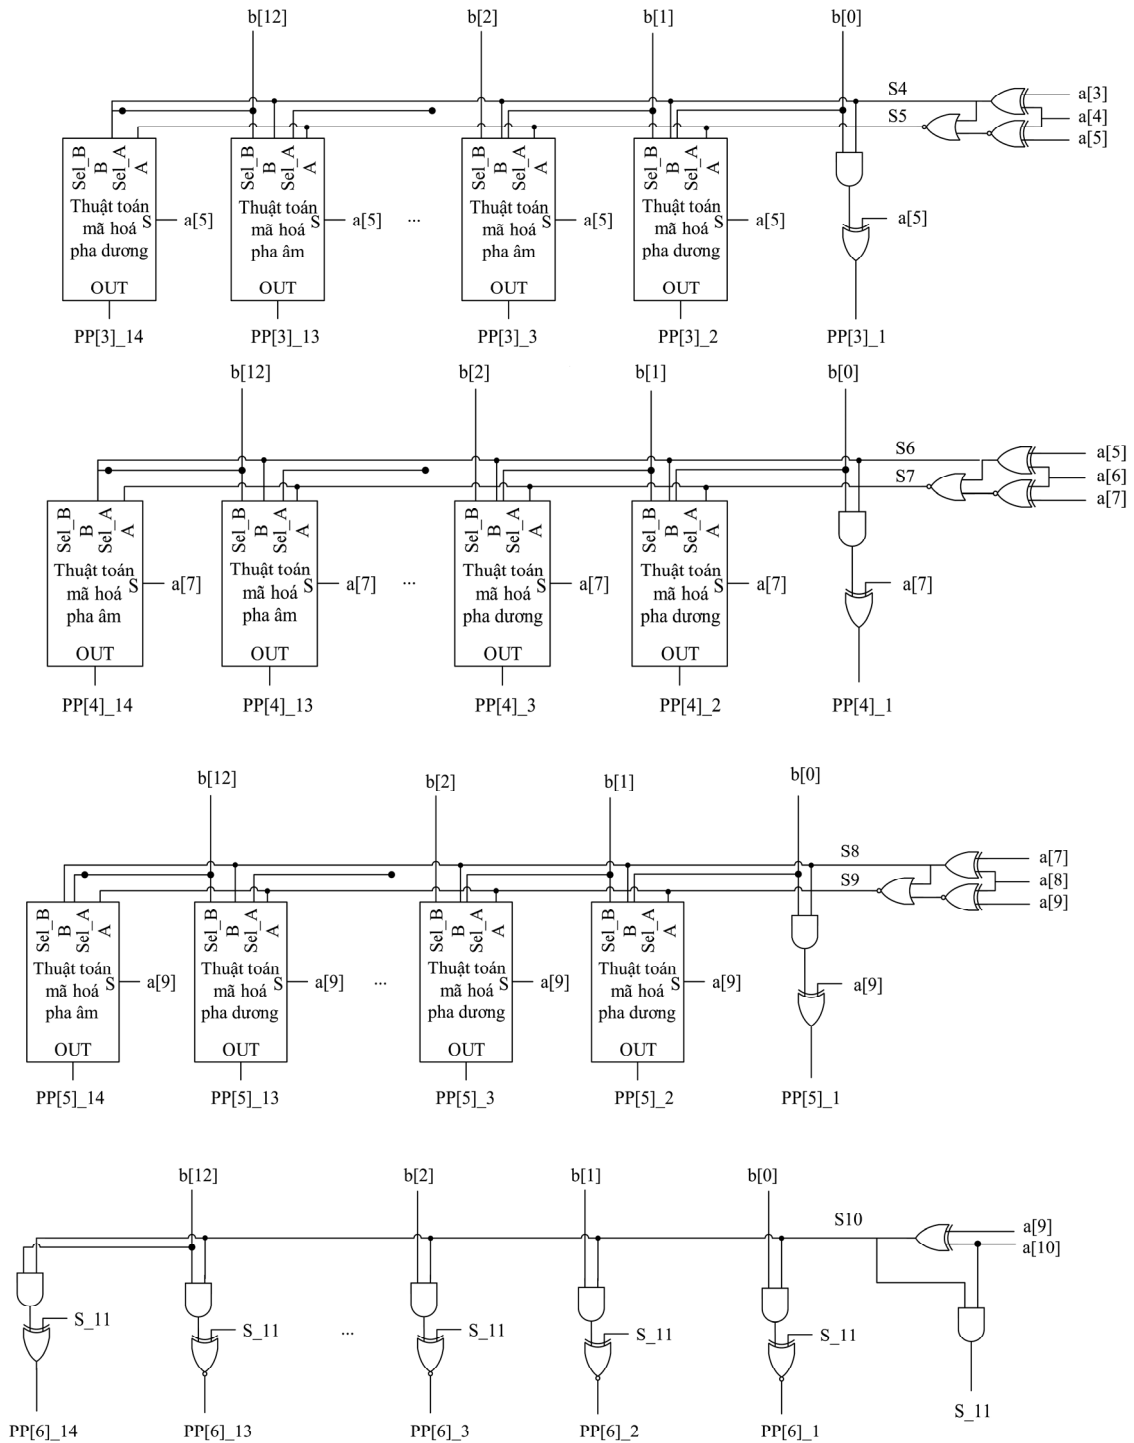 b[12] b[2] b[1] b[0]
S4 a[3]
S5 a[4]
a[5]
Sel_B B Sel_A A Sel_B B Sel_A A Sel_B B Sel_A A Sel_B B Sel_A A
Thuật toán Thuật toán Thuật toán Thuật toán
S a[5] S a[5] ... S a[5] S a[5] a[5]
mã hoá mã hoá mã hoá mã hoá
pha dương pha âm pha âm pha dương
OUT OUT OUT OUT
PP[3]_14 PP[3]_13 PP[3]_3 PP[3]_2 PP[3]_1
b[12] b[2] b[1] b[0]
S6 a[5]
S7 a[6]
a[7]
Sel_B B Sel_A A Sel_B B Sel_A A Sel_B B Sel_A A Sel_B B Sel_A A
Thuật toán Thuật toán Thuật toán Thuật toán
S a[7] S a[7] ... S a[7] S a[7] a[7]
mã hoá mã hoá mã hoá mã hoá
pha âm pha âm pha dương pha dương
OUT OUT OUT OUT
PP[4]_14 PP[4]_13 PP[4]_3 PP[4]_2 PP[4]_1
b[12] b[2] b[1] b[0]
S8 a[7]
S9 a[8]
a[9]
Sel_B B Sel_A A Sel_B B Sel_A A Sel_B B Sel_A A Sel_B B Sel_A A
Thuật toán Thuật toán Thuật toán Thuật toán
S a[9] S a[9] ... S a[9] S a[9] a[9]
mã hoá mã hoá mã hoá mã hoá
pha âm pha dương pha dương pha dương
OUT OUT OUT OUT
PP[5]_14 PP[5]_13 PP[5]_3 PP[5]_2 PP[5]_1
b[12] b[2] b[1] b[0]
S10 a[9]
a[10]
S_11 S_11 ... S_11 S_11 S_11
S_11
PP[6]_14 PP[6]_13 PP[6]_3 PP[6]_2 PP[6]_1